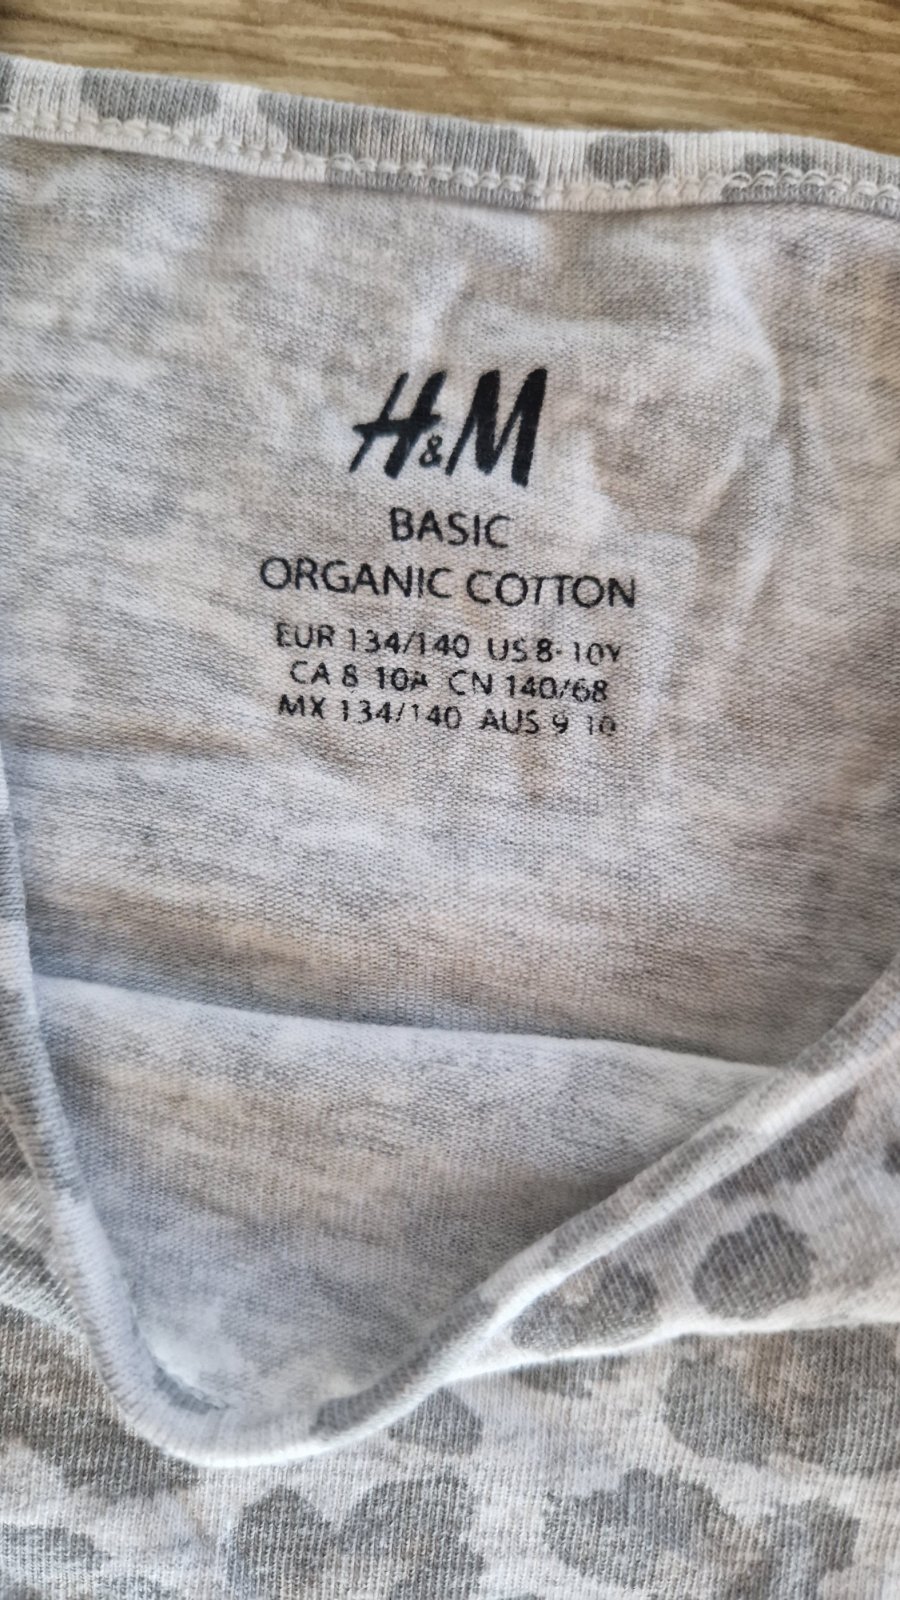 H&M
BASIC
ORGANIC COTTON
EUR 134/140 US 8-10Y
CA 8 10A CN 140/68
MX 134/140 AUS 9 10